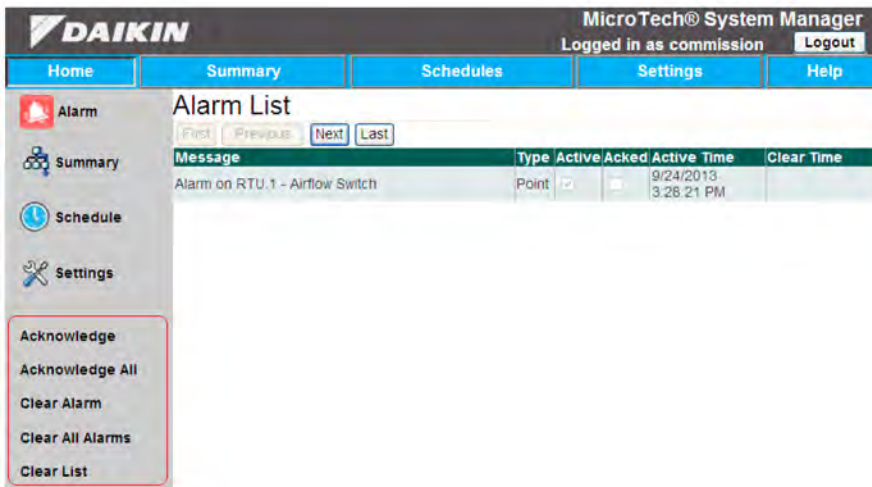 DAIKIN
MicroTech® System Manager
Logged in as commission Logout
Home Summary Schedules Settings Help
Alarm
Summary
Schedule
Settings
Acknowledge
Acknowledge All
Clear Alarm
Clear All Alarms
Clear List
Alarm List
First Previous Next Last
Message Type Active Acked Active Time Clear Time
Alarm on RTU.1 - Airflow Switch Point 9/24/2013
3:28:21 PM